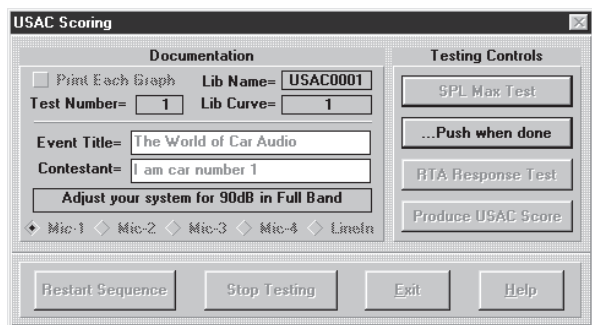 USAC Scoring
Documentation
Print Each Graph Lib Name= USAC0001
Test Number= 1 Lib Curve= 1
Event Title= The World of Car Audio
Contestant= I am car number 1
Adjust your system for 90dB in Full Band
Mic-1 Mic-2 Mic-3 Mic-4 LineIn
Testing Controls
SPL Max Test
...Push when done
RTA Response Test
Produce USAC Score
Restart Sequence Stop Testing Exit Help